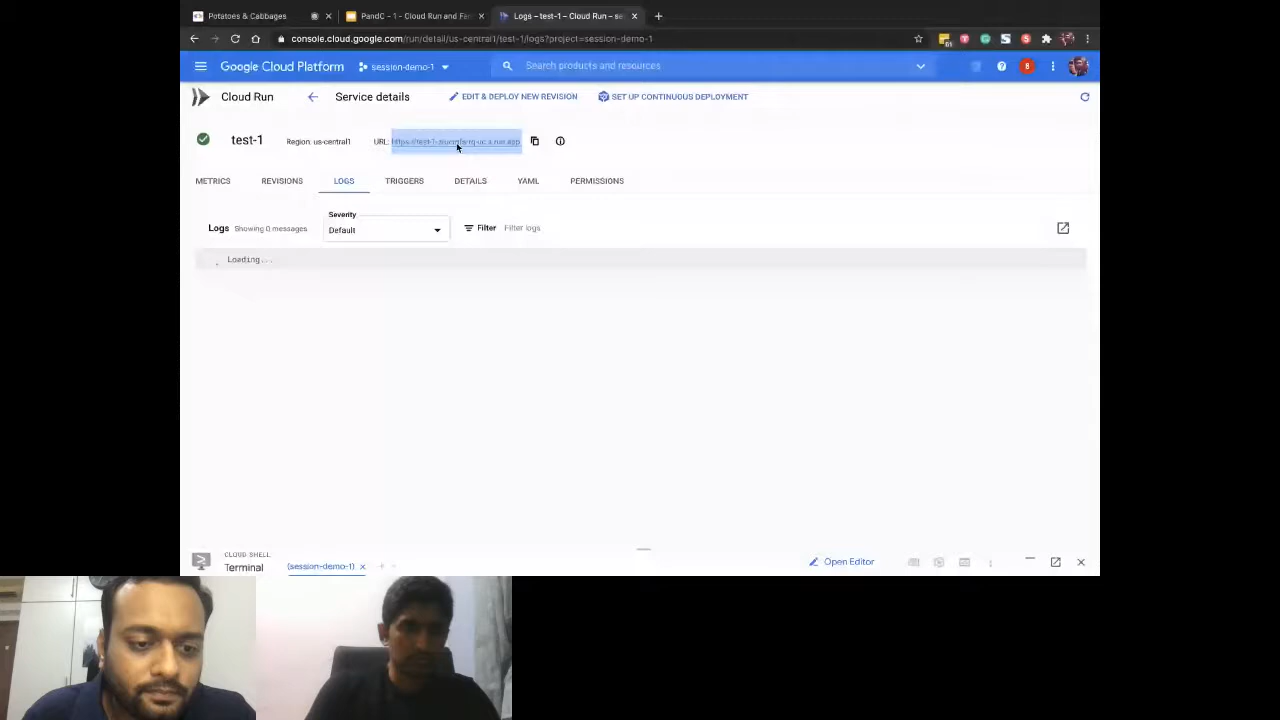 Potatoes & Cabbages
PandC - 1 - Cloud Run and Far
Logs – test-1 – Cloud Run – se
console.cloud.google.com/run/detail/us-central1/test-1/logs?project=session-demo-1
Google Cloud Platform
session-demo-1
Search products and resources
8
Cloud Run
Service details
EDIT & DEPLOY NEW REVISION
SET UP CONTINUOUS DEPLOYMENT
test-1
Region: us-central1
URL:
METRICS
REVISIONS
LOGS
TRIGGERS
DETAILS
YAML
PERMISSIONS
Logs
Showing 0 messages
Severity
Default
Filter
Filter logs
Loading...
CLOUD SHELL
Terminal
(session-demo-1)
Open Editor